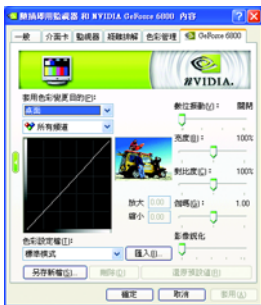 隨插即用監視器 和 NVIDIA GeForce 6800 內容
一般
介面卡
監視器
疑難排解
色彩管理
GeForce 6800
NVIDIA.
套用色彩變更目的(P):
桌面
所有頻道
數位振動(V): 關閉
亮度(B): 100%
對比度(C): 100%
放大 0.00
縮小 0.00
伽瑪(G): 1.00
影像銳化
色彩設定檔(I):
標準模式
匯入(I)...
另存新檔(S)...
刪除(D)
還原預設值(R)
確定
取消
套用(A)